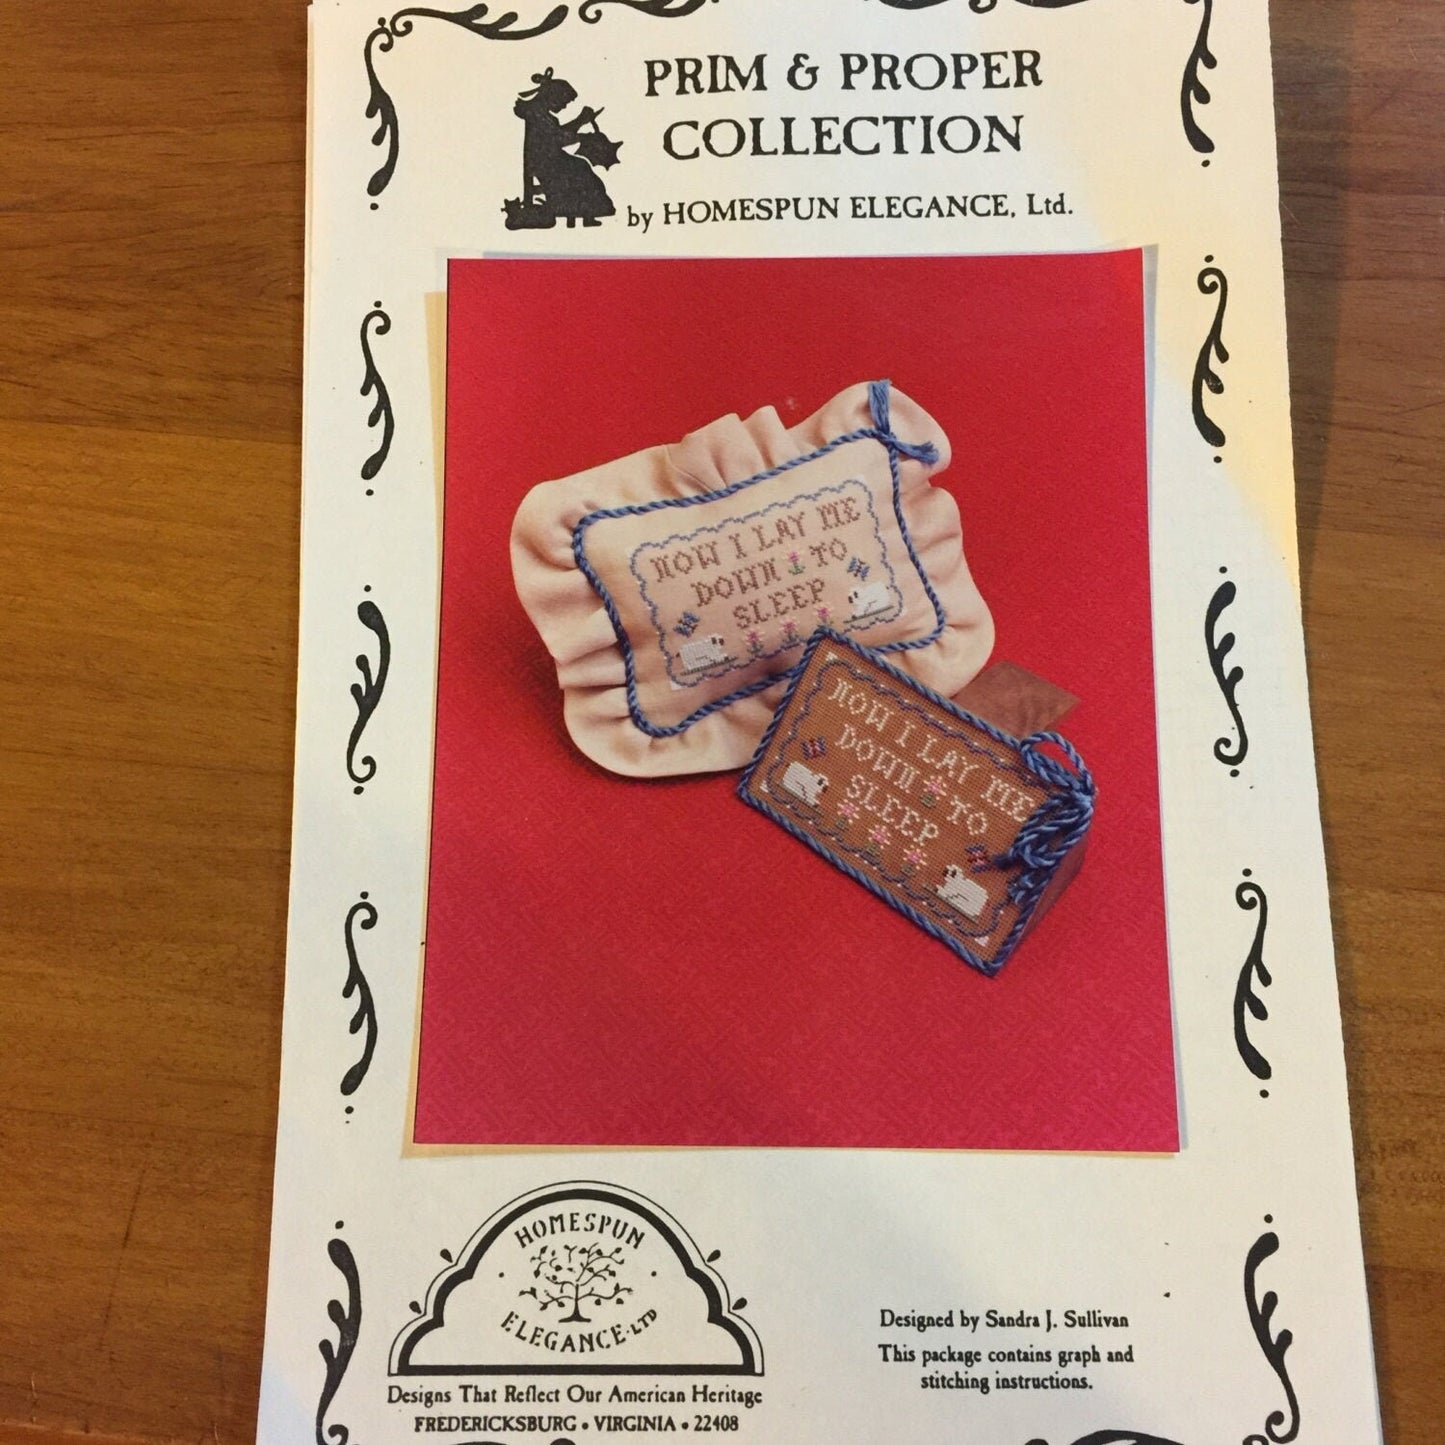 PRIM & PROPER
COLLECTION
by HOMESPUN ELEGANCE, Ltd.
NOW I LAY ME
DOWN TO
SLEEP
NOW I LAY ME
DOWN TO
SLEEP
HOMESPUN
ELEGANCE·LTD
Designs That Reflect Our American Heritage
FREDERICKSBURG • VIRGINIA • 22408
Designed by Sandra J. Sullivan
This package contains graph and
stitching instructions.